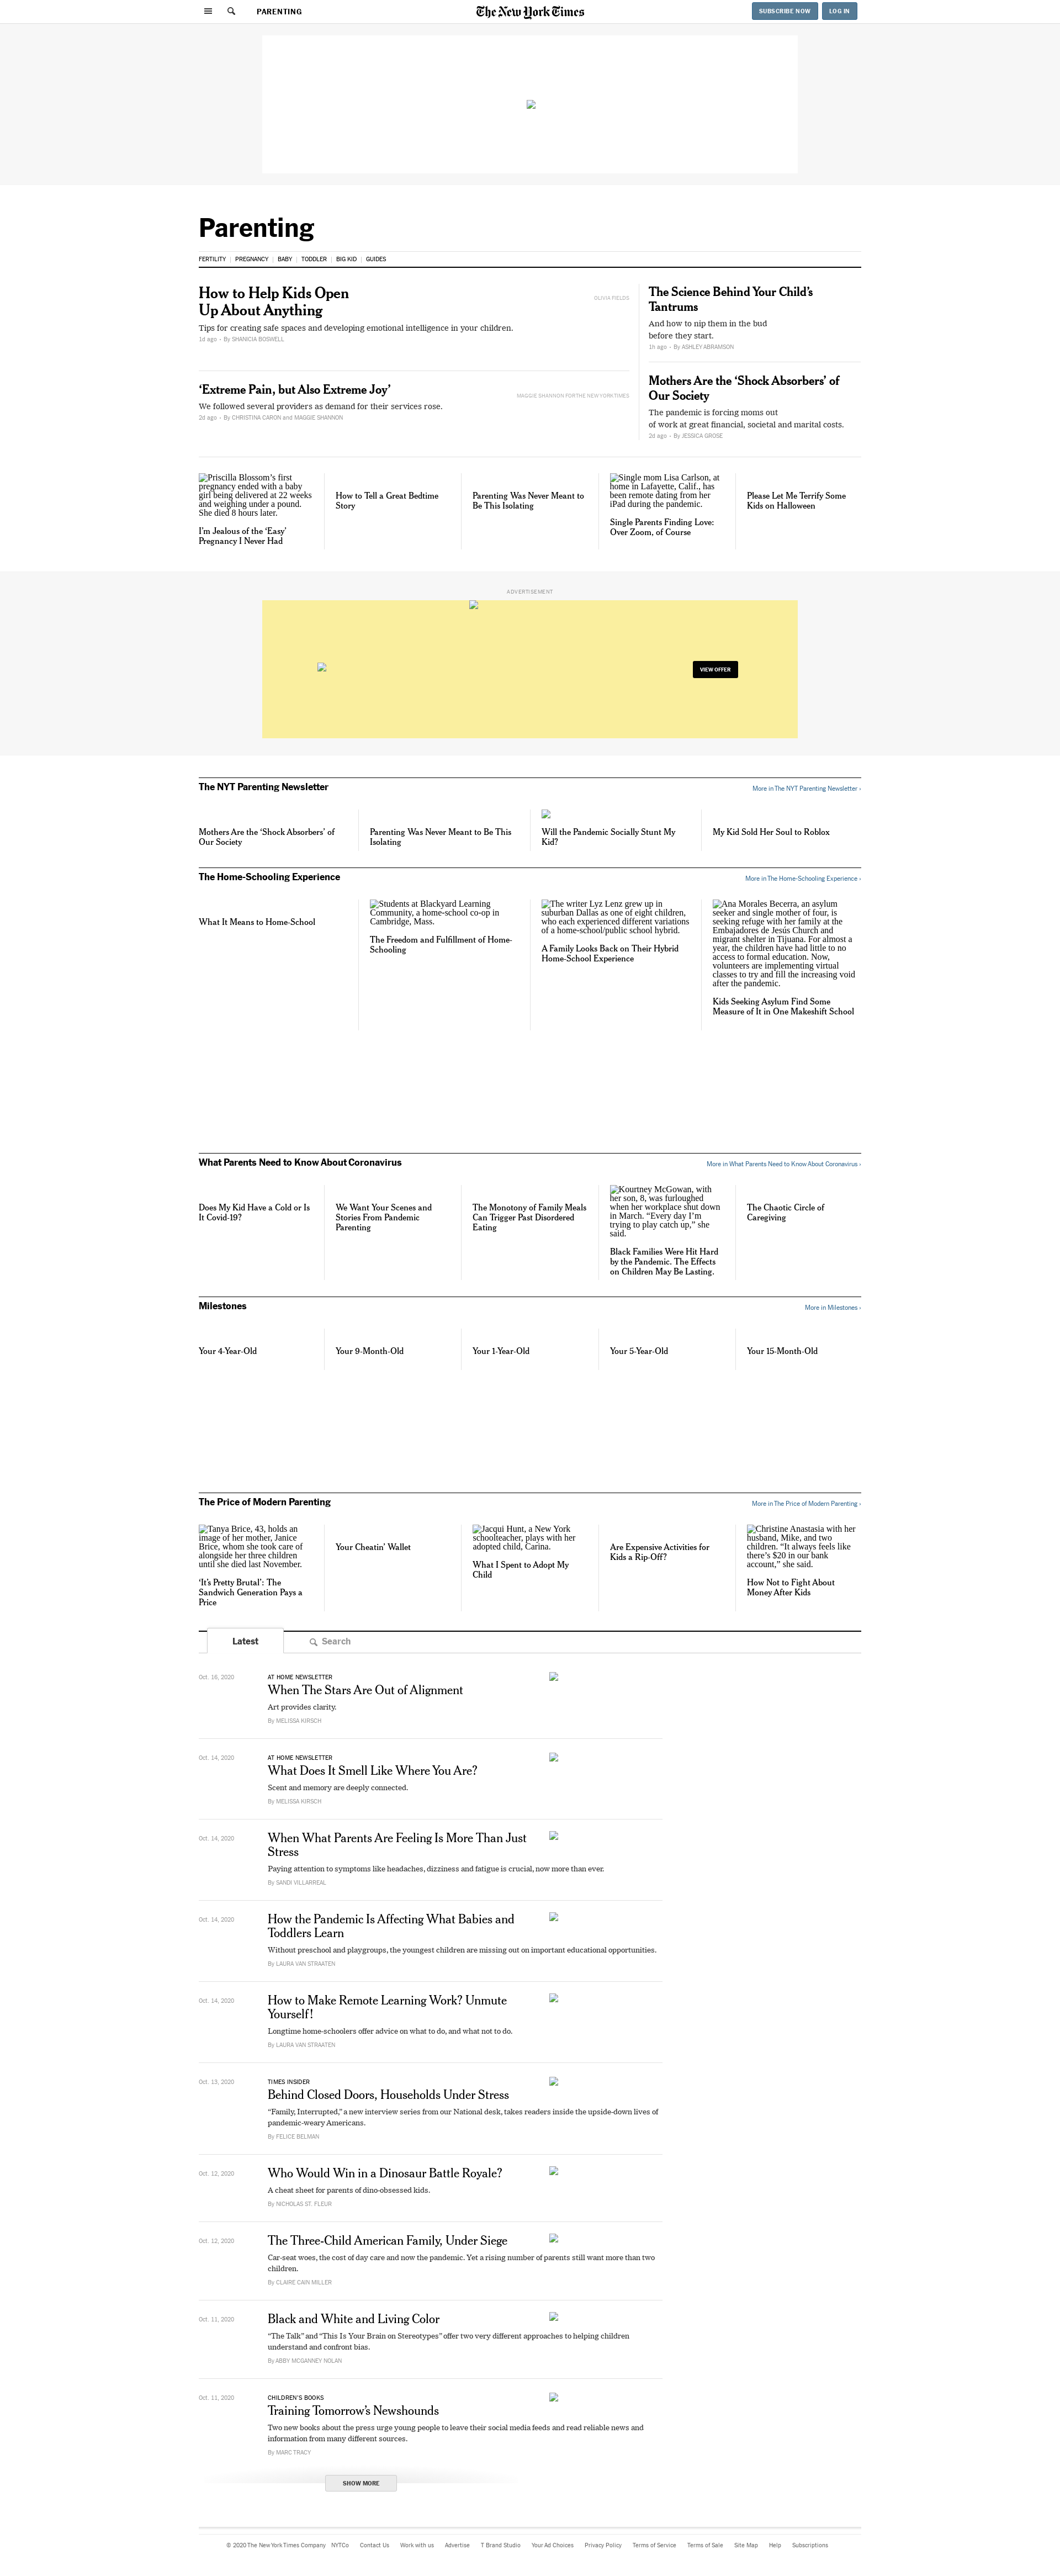 PARENTING
The New York Times
SUBSCRIBE NOW
LOG IN
Parenting
FERTILITY
PREGNANCY
BABY
TODDLER
BIG KID
GUIDES
How to Help Kids Open
Up About Anything
OLIVIA FIELDS
Tips for creating safe spaces and developing emotional intelligence in your children.
1d ago - By SHANICIA BOSWELL
‘Extreme Pain, but Also Extreme Joy’
MAGGIE SHANNON FOR THE NEW YORK TIMES
We followed several providers as demand for their services rose.
2d ago - By CHRISTINA CARON and MAGGIE SHANNON
The Science Behind Your Child’s
Tantrums
And how to nip them in the bud
before they start.
1h ago - By ASHLEY ABRAMSON
Mothers Are the ‘Shock Absorbers’ of
Our Society
The pandemic is forcing moms out
of work at great financial, societal and marital costs.
2d ago - By JESSICA GROSE
Priscilla Blossom’s first
pregnancy ended with a baby
girl being delivered at 22 weeks
and weighing under a pound.
She died 8 hours later.
I’m Jealous of the ‘Easy’
Pregnancy I Never Had
How to Tell a Great Bedtime
Story
Parenting Was Never Meant to
Be This Isolating
Single mom Lisa Carlson, at
home in Lafayette, Calif., has
been remote dating from her
iPad during the pandemic.
Single Parents Finding Love:
Over Zoom, of Course
Please Let Me Terrify Some
Kids on Halloween
ADVERTISEMENT
VIEW OFFER
The NYT Parenting Newsletter
More in The NYT Parenting Newsletter ›
Mothers Are the ‘Shock Absorbers’ of
Our Society
Parenting Was Never Meant to Be This
Isolating
Will the Pandemic Socially Stunt My
Kid?
My Kid Sold Her Soul to Roblox
The Home-Schooling Experience
More in The Home-Schooling Experience ›
What It Means to Home-School
Students at Blackyard Learning
Community, a home-school co-op in
Cambridge, Mass.
The Freedom and Fulfillment of Home-
Schooling
The writer Lyz Lenz grew up in
suburban Dallas as one of eight children,
who each experienced different variations
of a home-school/public school hybrid.
A Family Looks Back on Their Hybrid
Home-School Experience
Ana Morales Becerra, an asylum
seeker and single mother of four, is
seeking refuge with her family at the
Embajadores de Jesús Church and
migrant shelter in Tijuana. For almost a
year, the children have had little to no
access to formal education. Now,
volunteers are implementing virtual
classes to try and fill the increasing void
after the pandemic.
Kids Seeking Asylum Find Some
Measure of It in One Makeshift School
What Parents Need to Know About Coronavirus
More in What Parents Need to Know About Coronavirus ›
Does My Kid Have a Cold or Is
It Covid-19?
We Want Your Scenes and
Stories From Pandemic
Parenting
The Monotony of Family Meals
Can Trigger Past Disordered
Eating
Kourtney McGowan, with
her son, 8, was furloughed
when her workplace shut down
in March. “Every day I’m
trying to play catch up,” she
said.
Black Families Were Hit Hard
by the Pandemic. The Effects
on Children May Be Lasting.
The Chaotic Circle of
Caregiving
Milestones
More in Milestones ›
Your 4-Year-Old
Your 9-Month-Old
Your 1-Year-Old
Your 5-Year-Old
Your 15-Month-Old
The Price of Modern Parenting
More in The Price of Modern Parenting ›
Tanya Brice, 43, holds an
image of her mother, Janice
Brice, whom she took care of
alongside her three children
until she died last November.
‘It’s Pretty Brutal’: The
Sandwich Generation Pays a
Price
Your Cheatin’ Wallet
Jacqui Hunt, a New York
schoolteacher, plays with her
adopted child, Carina.
What I Spent to Adopt My
Child
Are Expensive Activities for
Kids a Rip-Off?
Christine Anastasia with her
husband, Mike, and two
children. “It always feels like
there’s $20 in our bank
account,” she said.
How Not to Fight About
Money After Kids
Latest
Search
Oct. 16, 2020
AT HOME NEWSLETTER
When The Stars Are Out of Alignment
Art provides clarity.
By MELISSA KIRSCH
Oct. 14, 2020
AT HOME NEWSLETTER
What Does It Smell Like Where You Are?
Scent and memory are deeply connected.
By MELISSA KIRSCH
Oct. 14, 2020
When What Parents Are Feeling Is More Than Just
Stress
Paying attention to symptoms like headaches, dizziness and fatigue is crucial, now more than ever.
By SANDI VILLARREAL
Oct. 14, 2020
How the Pandemic Is Affecting What Babies and
Toddlers Learn
Without preschool and playgroups, the youngest children are missing out on important educational opportunities.
By LAURA VAN STRAATEN
Oct. 14, 2020
How to Make Remote Learning Work? Unmute
Yourself!
Longtime home-schoolers offer advice on what to do, and what not to do.
By LAURA VAN STRAATEN
Oct. 13, 2020
TIMES INSIDER
Behind Closed Doors, Households Under Stress
“Family, Interrupted,” a new interview series from our National desk, takes readers inside the upside-down lives of
pandemic-weary Americans.
By FELICE BELMAN
Oct. 12, 2020
Who Would Win in a Dinosaur Battle Royale?
A cheat sheet for parents of dino-obsessed kids.
By NICHOLAS ST. FLEUR
Oct. 12, 2020
The Three-Child American Family, Under Siege
Car-seat woes, the cost of day care and now the pandemic. Yet a rising number of parents still want more than two
children.
By CLAIRE CAIN MILLER
Oct. 11, 2020
Black and White and Living Color
“The Talk” and “This Is Your Brain on Stereotypes” offer two very different approaches to helping children
understand and confront bias.
By ABBY MCGANNEY NOLAN
Oct. 11, 2020
CHILDREN’S BOOKS
Training Tomorrow’s Newshounds
Two new books about the press urge young people to leave their social media feeds and read reliable news and
information from many different sources.
By MARC TRACY
SHOW MORE
© 2020 The New York Times Company NYTCo Contact Us Work with us Advertise T Brand Studio Your Ad Choices Privacy Policy Terms of Service Terms of Sale Site Map Help Subscriptions